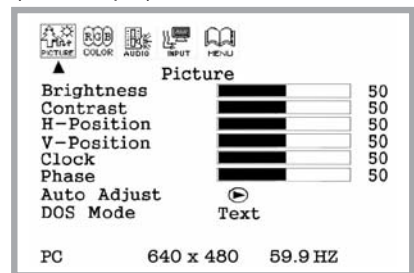 PICTURE RGB COLOR AUDIO INPUT MENU
Picture
Brightness 50
Contrast 50
H-Position 50
V-Position 50
Clock 50
Phase 50
Auto Adjust
DOS Mode Text
PC 640 x 480 59.9 HZ